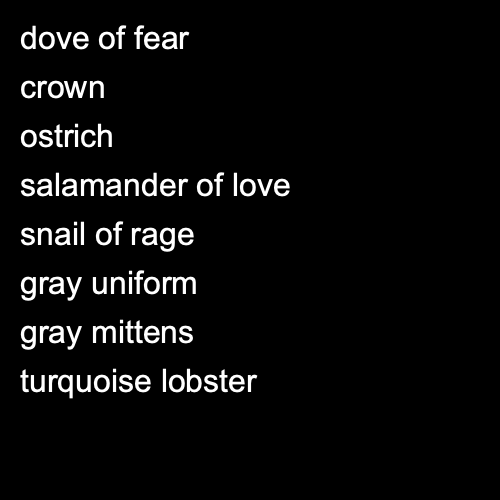 dove of fear
crown
ostrich
salamander of love
snail of rage
gray uniform
gray mittens
turquoise lobster